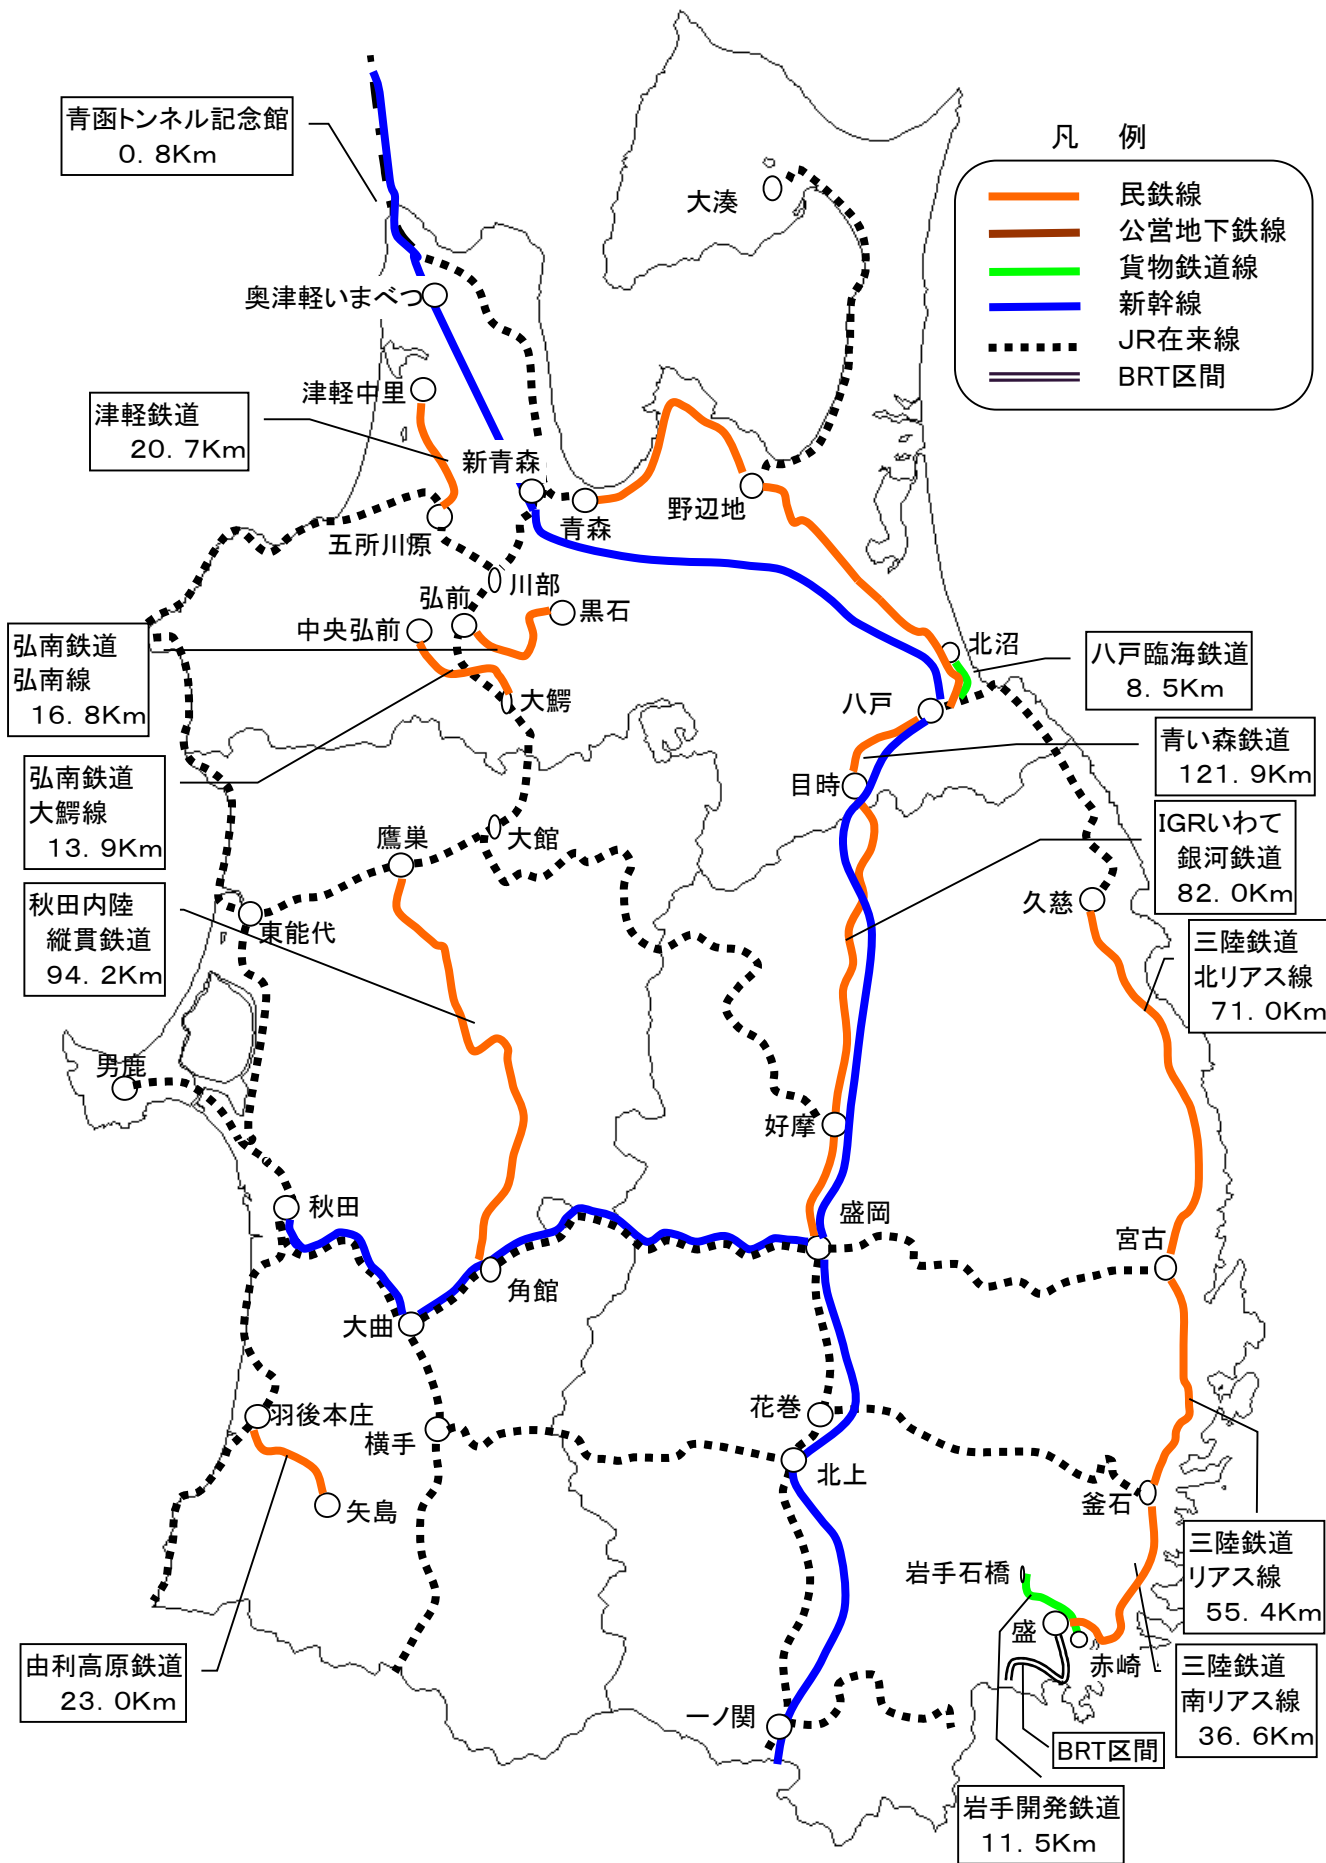 青函トンネル記念館
0．8Km
凡　例
民鉄線
公営地下鉄線
貨物鉄道線
新幹線
JR在来線
BRT区間
大湊
奥津軽いまべつ
津軽中里
津軽鉄道
20．7Km
新青森
青森
野辺地
五所川原
川部
弘前
黒石
中央弘前
北沼
弘南鉄道
弘南線
16．8Km
八戸臨海鉄道
8．5Km
大鰐
八戸
青い森鉄道
121．9Km
弘南鉄道
大鰐線
13．9Km
目時
IGRいわて
銀河鉄道
82．0Km
大館
鷹巣
秋田内陸
縦貫鉄道
94．2Km
東能代
久慈
三陸鉄道
北リアス線
71．0Km
男鹿
好摩
秋田
盛岡
宮古
角館
大曲
花巻
羽後本庄
横手
北上
釜石
矢島
三陸鉄道
リアス線
55．4Km
岩手石橋
盛
赤崎
由利高原鉄道
23．0Km
三陸鉄道
南リアス線
36．6Km
一ノ関
BRT区間
岩手開発鉄道
11．5Km